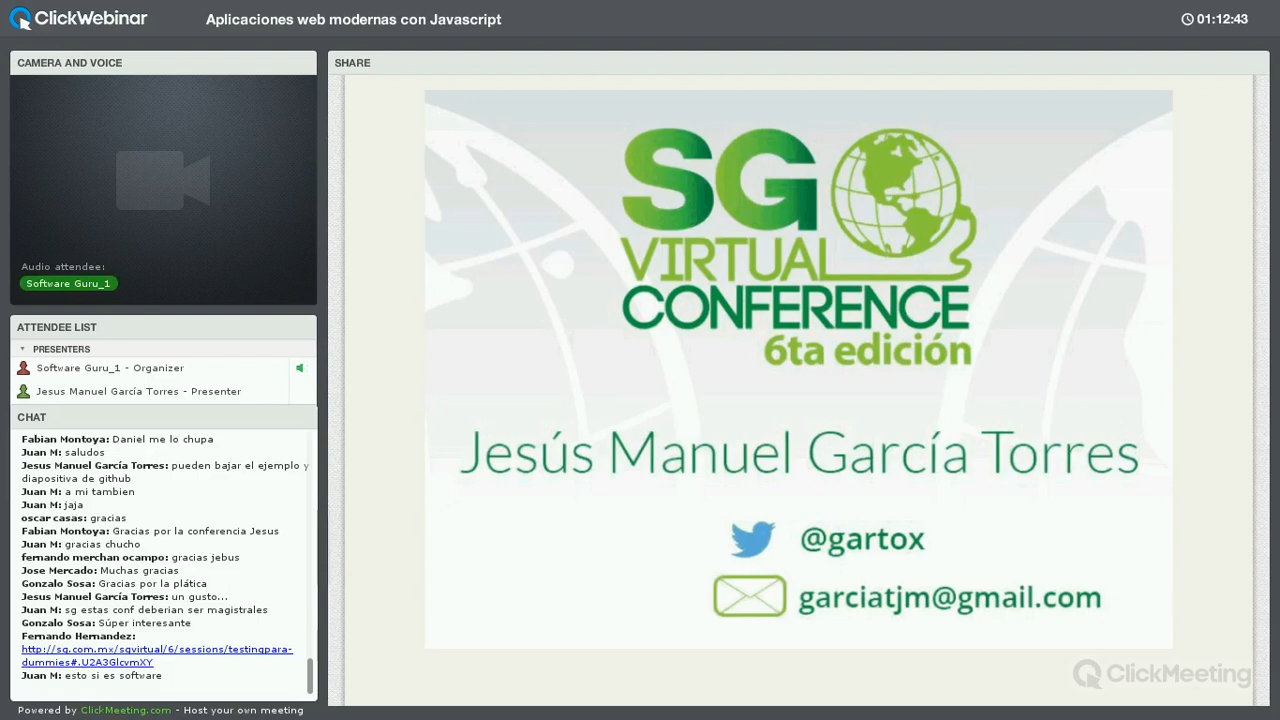 ClickWebinar
Aplicaciones web modernas con Javascript
01:12:43
CAMERA AND VOICE
Audio attendee:
Software Guru_1
ATTENDEE LIST
PRESENTERS
Software Guru_1 - Organizer
Jesus Manuel García Torres - Presenter
CHAT
Fabian Montoya: Daniel me lo chupa
Juan M: saludos
Jesus Manuel García Torres: pueden bajar el ejemplo y
diapositiva de github
Juan M: a mi tambien
Juan M: jaja
oscar casas: gracias
Fabian Montoya: Gracias por la conferencia Jesus
Juan M: gracias chucho
fernando merchan ocampo: gracias jebus
Jose Mercado: Muchas gracias
Gonzalo Sosa: Gracias por la plática
Jesus Manuel García Torres: un gusto...
Juan M: sg estas conf deberian ser magistrales
Gonzalo Sosa: Súper interesante
Fernando Hernandez:
http://sg.com.mx/sgvirtual/6/sessions/testingpara-
dummies#.U2A3GlcvmXY
Juan M: esto si es software
Powered by ClickMeeting.com - Host your own meeting
SHARE
SG
VIRTUAL
CONFERENCE
6ta edición
Jesús Manuel García Torres
@gartox
garciatjm@gmail.com
ClickMeeting